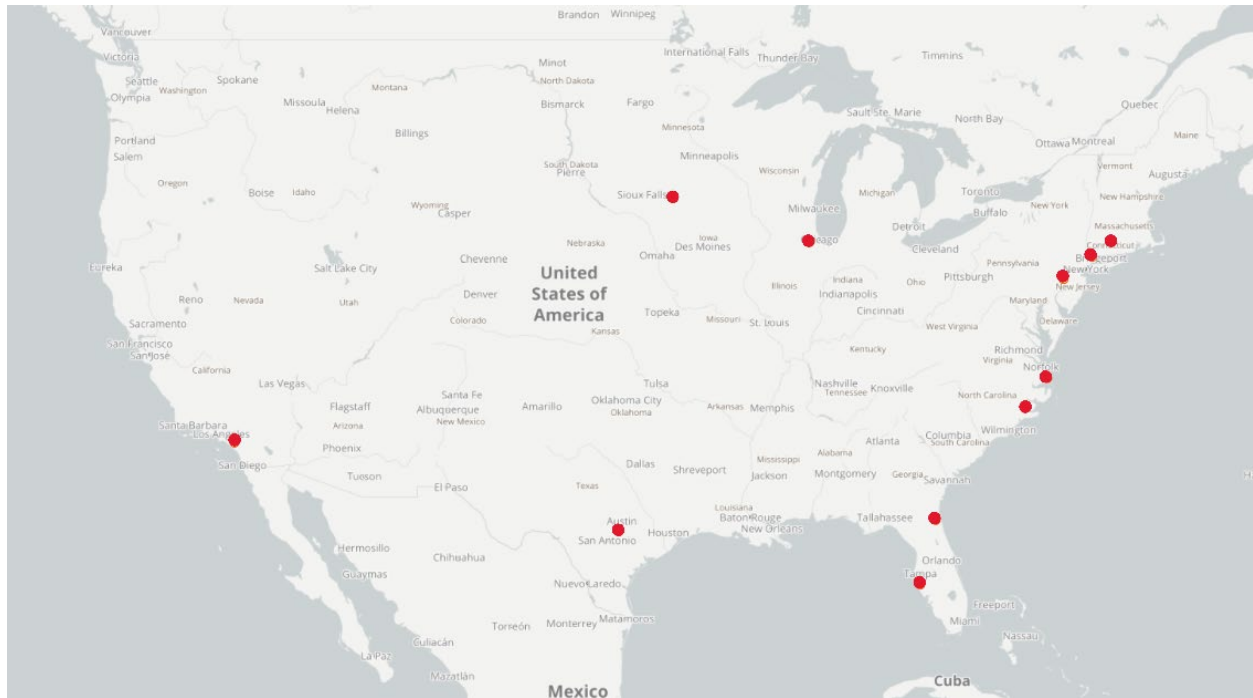 Brandon
Winnipeg
Vancouver
Victoria
International Falls
Thunder Bay
Timmins
Seattle
Spokane
Minot
Olympia
Washington
Missoula
Helena
Montana
North Dakota
Bismarck
Fargo
Sault Ste. Marie
North Bay
Quebec
Portland
Salem
Billings
Minnesota
Ottawa
Montreal
Maine
Minneapolis
South Dakota
Pierre
Wisconsin
Vermont
Augusta
Oregon
Boise
Idaho
Wyoming
Casper
Sioux Falls
Milwaukee
Michigan
Toronto
Buffalo
New York
New Hampshire
Massachusetts
Detroit
Cleveland
Connecticut
Bridgeport
Eureka
Salt Lake City
Cheyenne
Nebraska
Omaha
Iowa
Des Moines
Pennsylvania
Pittsburgh
New York
New Jersey
United
States of
America
Reno
Nevada
Utah
Denver
Colorado
Topeka
Kansas
Missouri
St. Louis
Illinois
Indiana
Indianapolis
Ohio
Cincinnati
Maryland
Delaware
West Virginia
Sacramento
San Francisco
San José
California
Las Vegas
Kentucky
Richmond
Virginia
Norfolk
Santa Fe
Albuquerque
New Mexico
Flagstaff
Arizona
Phoenix
Amarillo
Tulsa
Oklahoma City
Oklahoma
Arkansas
Memphis
Nashville
Tennessee
Knoxville
North Carolina
Wilmington
Santa Barbara
Los Angeles
San Diego
Tucson
El Paso
Dallas
Texas
Shreveport
Mississippi
Jackson
Alabama
Montgomery
Atlanta
Georgia
Columbia
South Carolina
Savannah
Austin
San Antonio
Houston
Louisiana
Baton Rouge
New Orleans
Tallahassee
Orlando
Tampa
Miami
Freeport
Nassau
Hermosillo
Chihuahua
Guaymas
Nuevo Laredo
Matamoros
Torreón
Monterrey
Culiacán
La Paz
Mazatlán
Mexico
Cuba